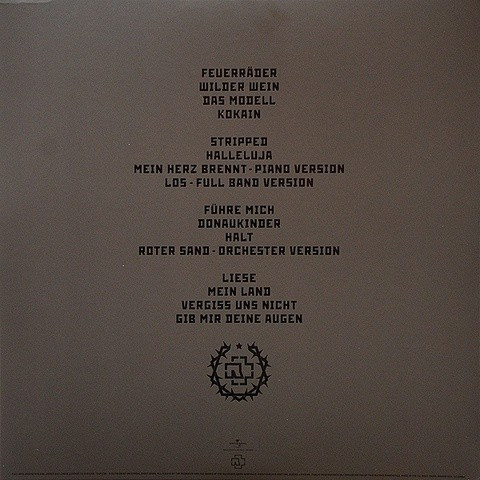 FEUERRÄDER
WILDER WEIN
DAS MODELL
KOKAIN
STRIPPED
HALLELUJA
MEIN HERZ BRENNT - PIANO VERSION
LOS - FULL BAND VERSION
FÜHRE MICH
DONAUKINDER
HALT
ROTER SAND - ORCHESTER VERSION
LIESE
MEIN LAND
VERGISS UNS NICHT
GIB MIR DEINE AUGEN